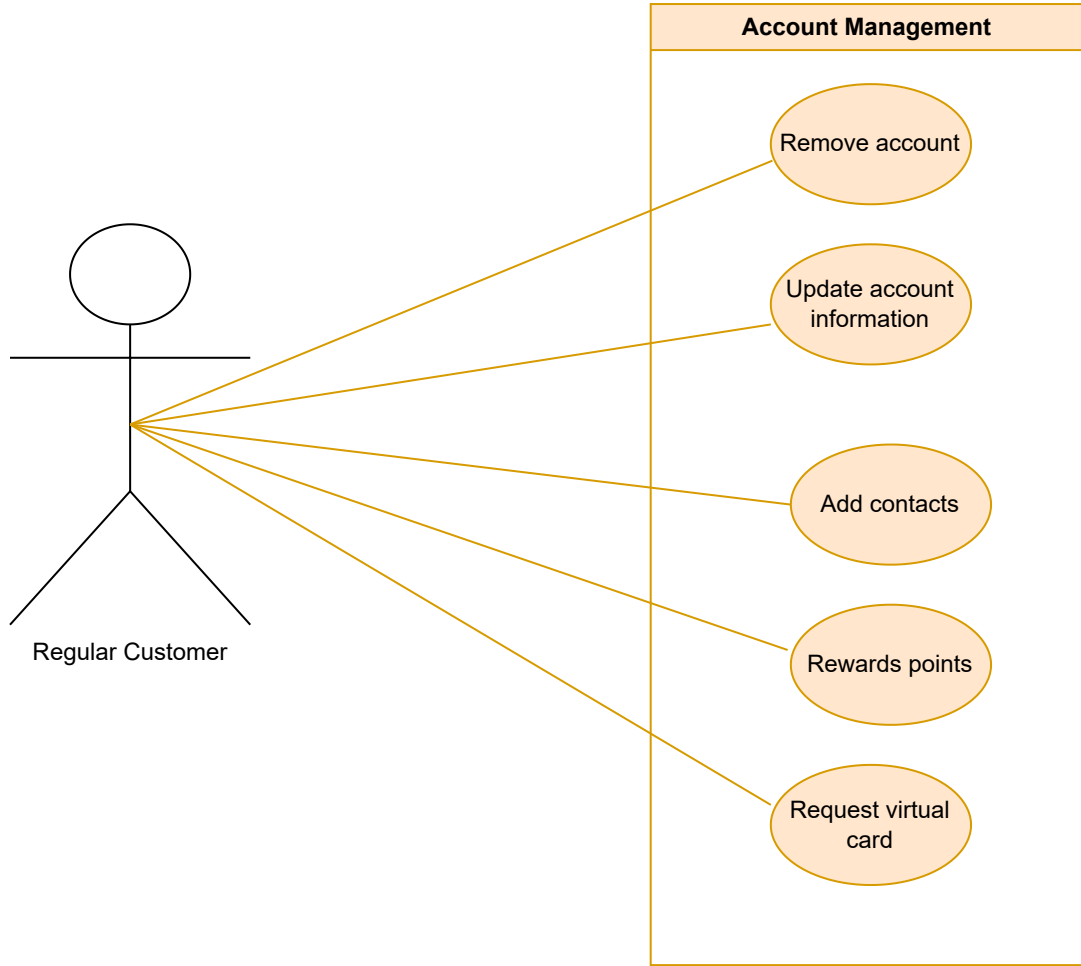 Account Management
Remove account
Update account
information
Add contacts
Regular Customer
Rewards points
Request virtual
card